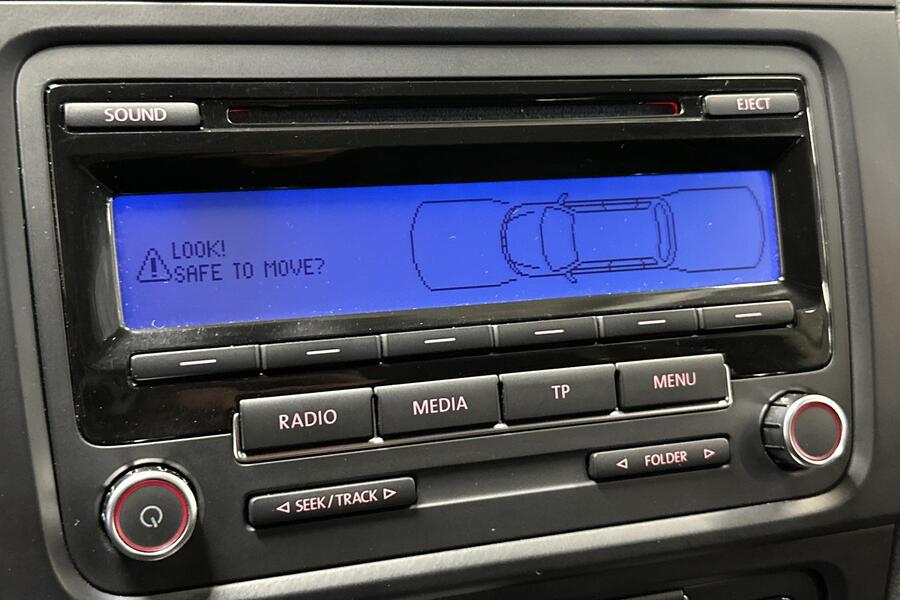 SOUND
EJECT
LOOK!
SAFE TO MOVE?
RADIO
MEDIA
TP
MENU
SEEK/TRACK
FOLDER